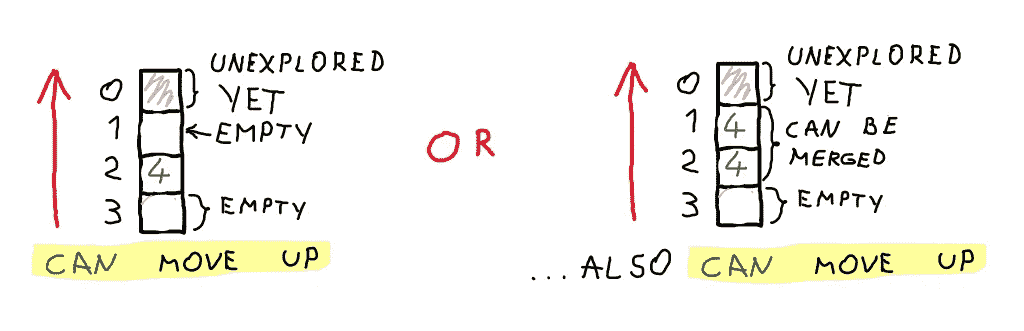 UNEXPLORED
YET
0
1
EMPTY
2
4
3
EMPTY
CAN MOVE UP
OR
UNEXPLORED
YET
0
1
4
CAN BE
MERGED
2
4
3
EMPTY
...ALSO CAN MOVE UP